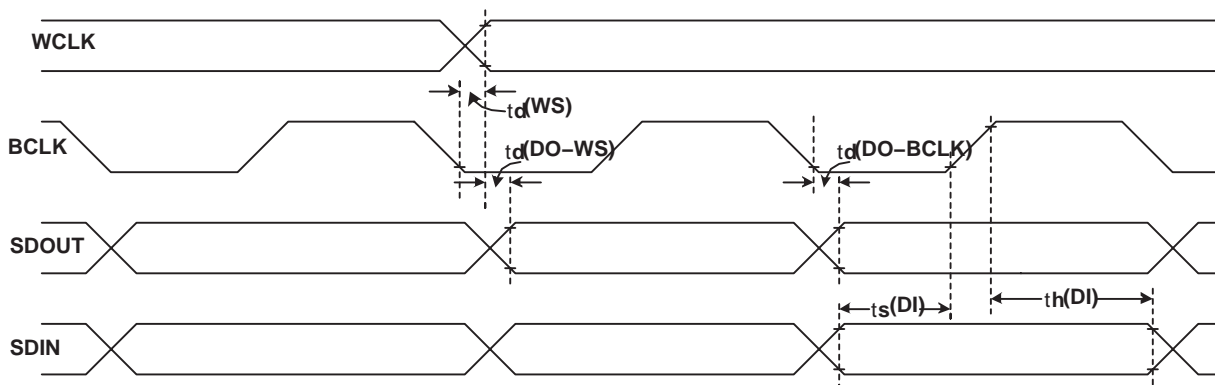 WCLK
td(WS)
BCLK
td(DO−WS)
td(DO−BCLK)
SDOUT
ts(DI)
th(DI)
SDIN